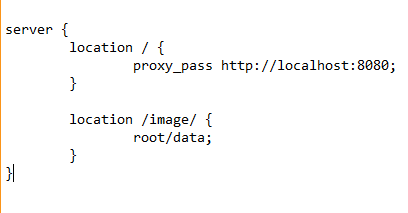 server {
location / {
proxy_pass http://localhost:8080;
}
location /image/ {
root/data;
}
}